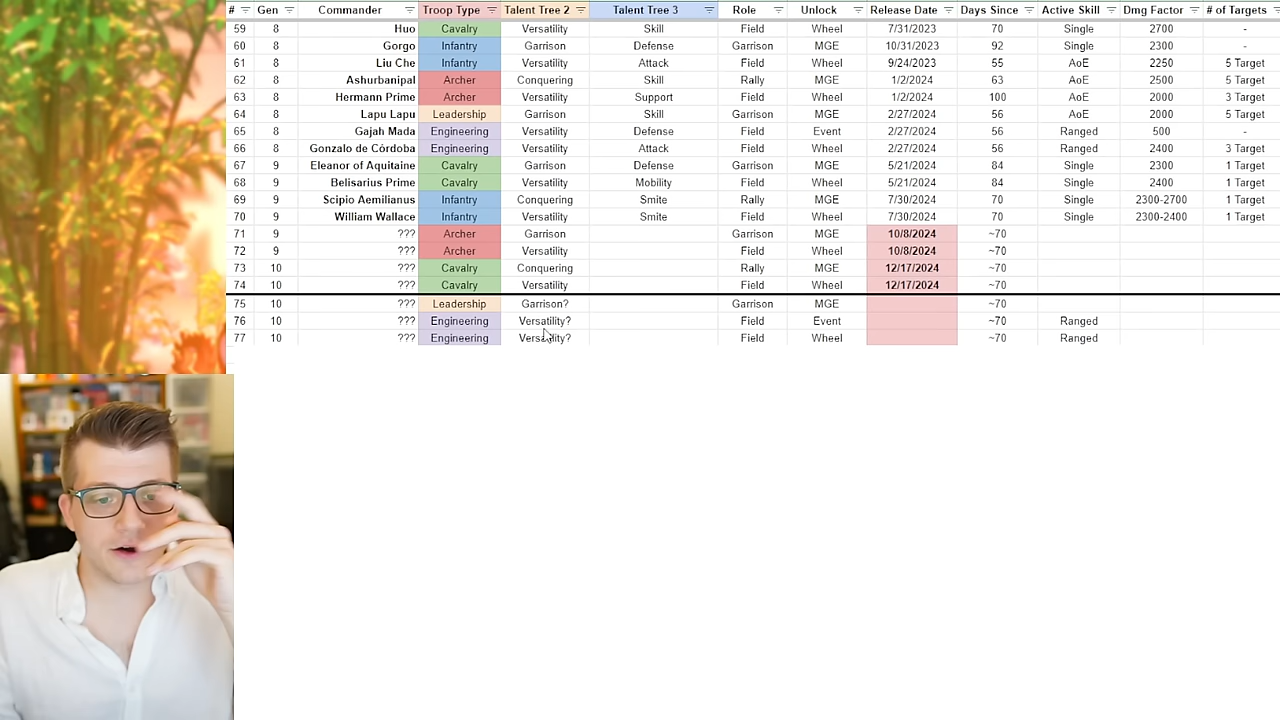 # Gen Commander Troop Type Talent Tree 2 Talent Tree 3 Role Unlock Release Date Days Since Active Skill Dmg Factor # of Targets
59 8 Huo Cavalry Versatility Skill Field Wheel 7/31/2023 70 Single 2700 -
60 8 Gorgo Infantry Garrison Defense Garrison MGE 10/31/2023 92 Single 2300 -
61 8 Liu Che Infantry Versatility Attack Field Wheel 9/24/2023 55 AoE 2250 5 Target
62 8 Ashurbanipal Archer Conquering Skill Rally MGE 1/2/2024 63 AoE 2500 5 Target
63 8 Hermann Prime Archer Versatility Support Field Wheel 1/2/2024 100 AoE 2000 3 Target
64 8 Lapu Lapu Leadership Garrison Skill Garrison MGE 2/27/2024 56 AoE 2000 5 Target
65 8 Gajah Mada Engineering Versatility Defense Field Event 2/27/2024 56 Ranged 500 -
66 8 Gonzalo de Córdoba Engineering Versatility Attack Field Wheel 2/27/2024 56 Ranged 2400 3 Target
67 9 Eleanor of Aquitaine Cavalry Garrison Defense Garrison MGE 5/21/2024 84 Single 2300 1 Target
68 9 Belisarius Prime Cavalry Versatility Mobility Field Wheel 5/21/2024 84 Single 2400 1 Target
69 9 Scipio Aemilianus Infantry Conquering Smite Rally MGE 7/30/2024 70 Single 2300-2700 1 Target
70 9 William Wallace Infantry Versatility Smite Field Wheel 7/30/2024 70 Single 2300-2400 1 Target
71 9 ??? Archer Garrison Garrison MGE 10/8/2024 ~70
72 9 ??? Archer Versatility Field Wheel 10/8/2024 ~70
73 10 ??? Cavalry Conquering Rally MGE 12/17/2024 ~70
74 10 ??? Cavalry Versatility Field Wheel 12/17/2024 ~70
75 10 ??? Leadership Garrison? Garrison MGE ~70
76 10 ??? Engineering Versatility? Field Event ~70 Ranged
77 10 ??? Engineering Versatility? Field Wheel ~70 Ranged